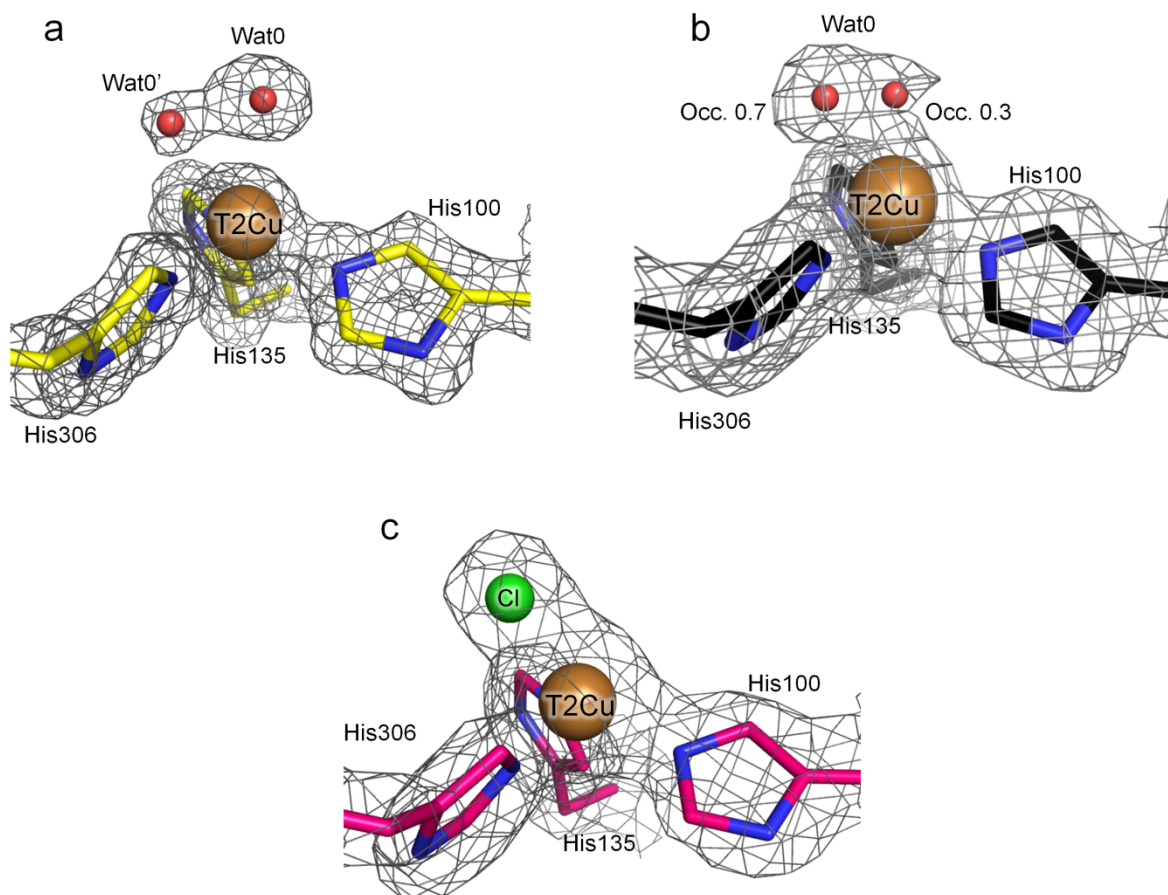 a
Wat0
Wat0'
T2Cu
His100
His135
His306
b
Wat0
Occ. 0.7
Occ. 0.3
His100
T2Cu
His135
His306
c
Cl
T2Cu
His100
His306
His135